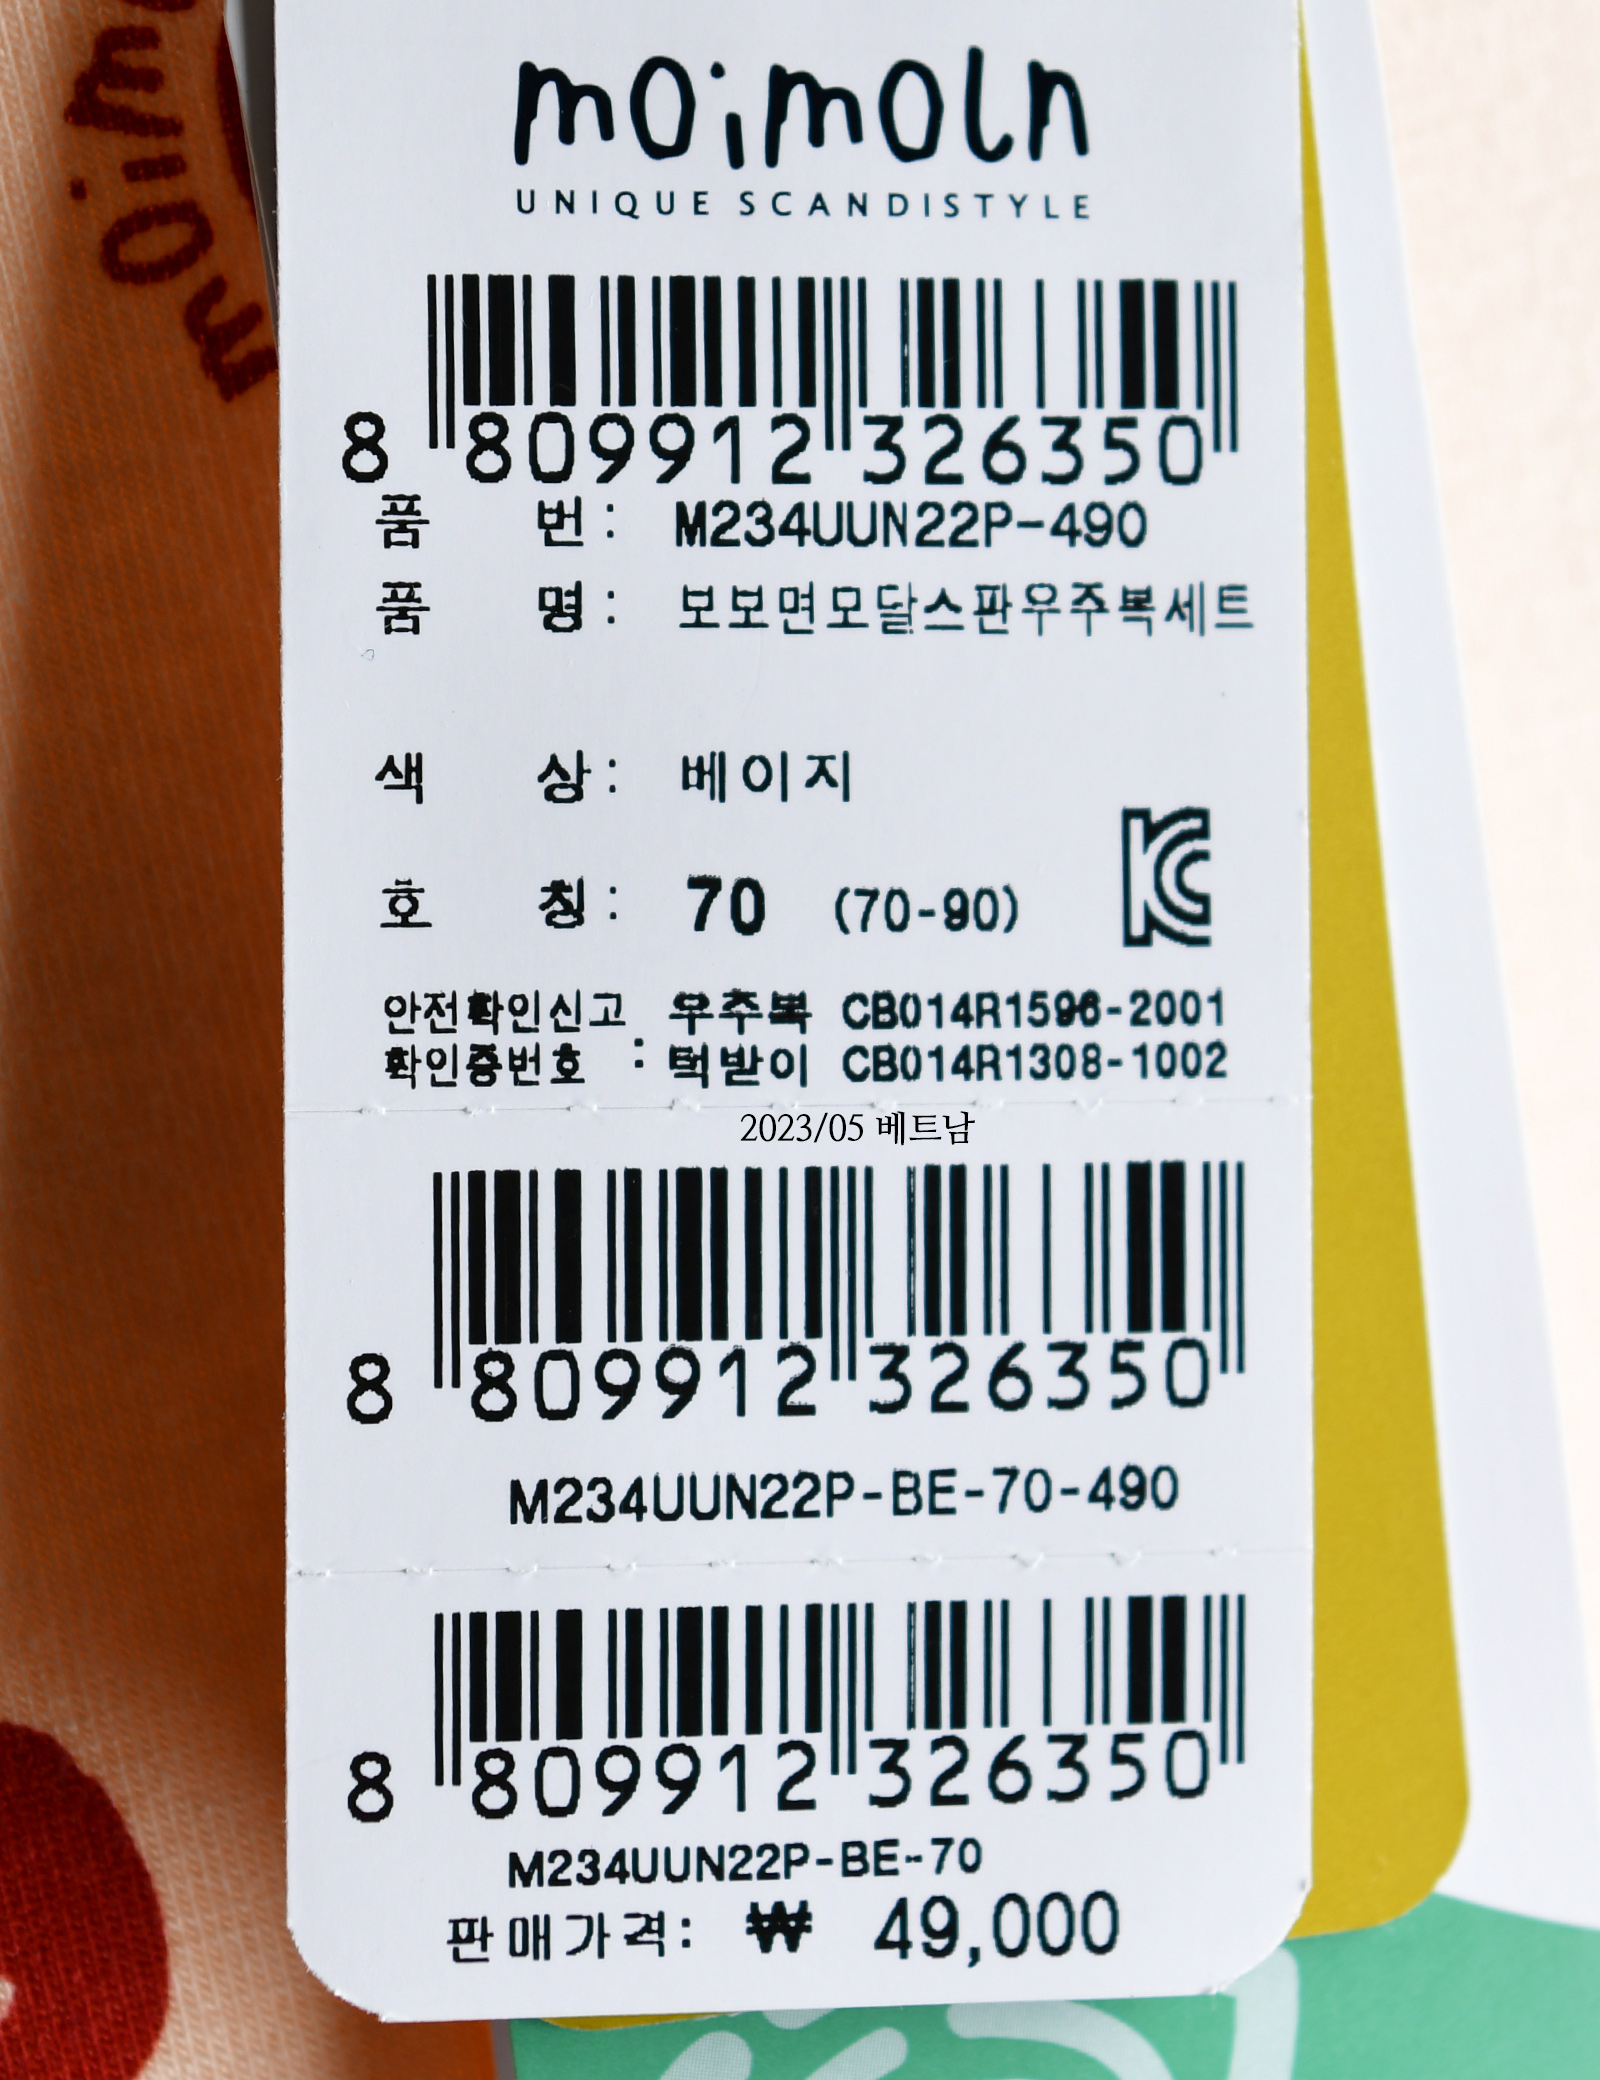 moimoln
moimoln
UNIQUE SCANDISTYLE
8 809912 326350
품 번 : M234UUN22P-490
품 명 : 보보면모달스판우주복세트
색 상 : 베이지
호 칭 : 70 (70-90)
안전확인신고 우주복 CB014R1596-2001
확인증번호 : 턱받이 CB014R1308-1002
2023/05 베트남
8 809912 326350
M234UUN22P-BE-70-490
8 809912 326350
M234UUN22P-BE-70
판매가격: ₩ 49,000